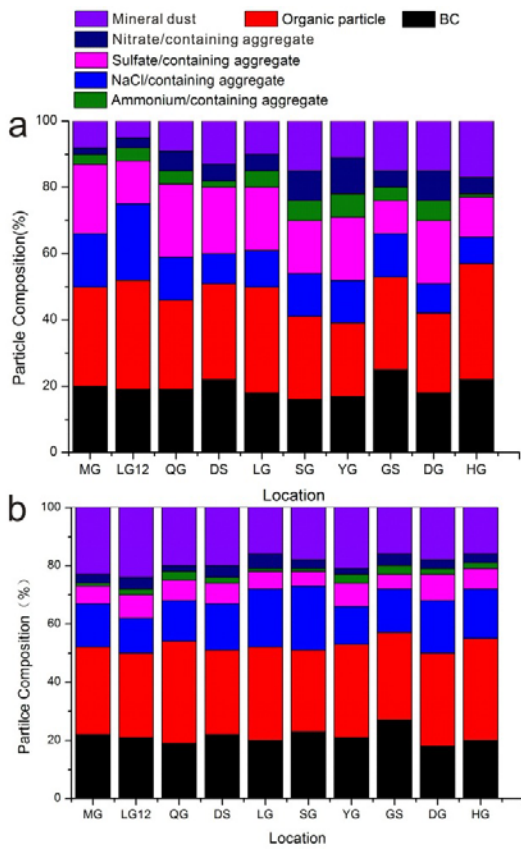 Mineral dust Organic particle BC
Nitrate/containing aggregate
Sulfate/containing aggregate
NaCl/containing aggregate
Ammonium/containing aggregate
a
100
80
60
40
20
0
Particle Composition(%)
MG LG12 QG DS LG SG YG GS DG HG
Location
b
100
80
60
40
20
0
Partilce Composition (%)
MG LG12 QG DS LG SG YG GS DG HG
Location